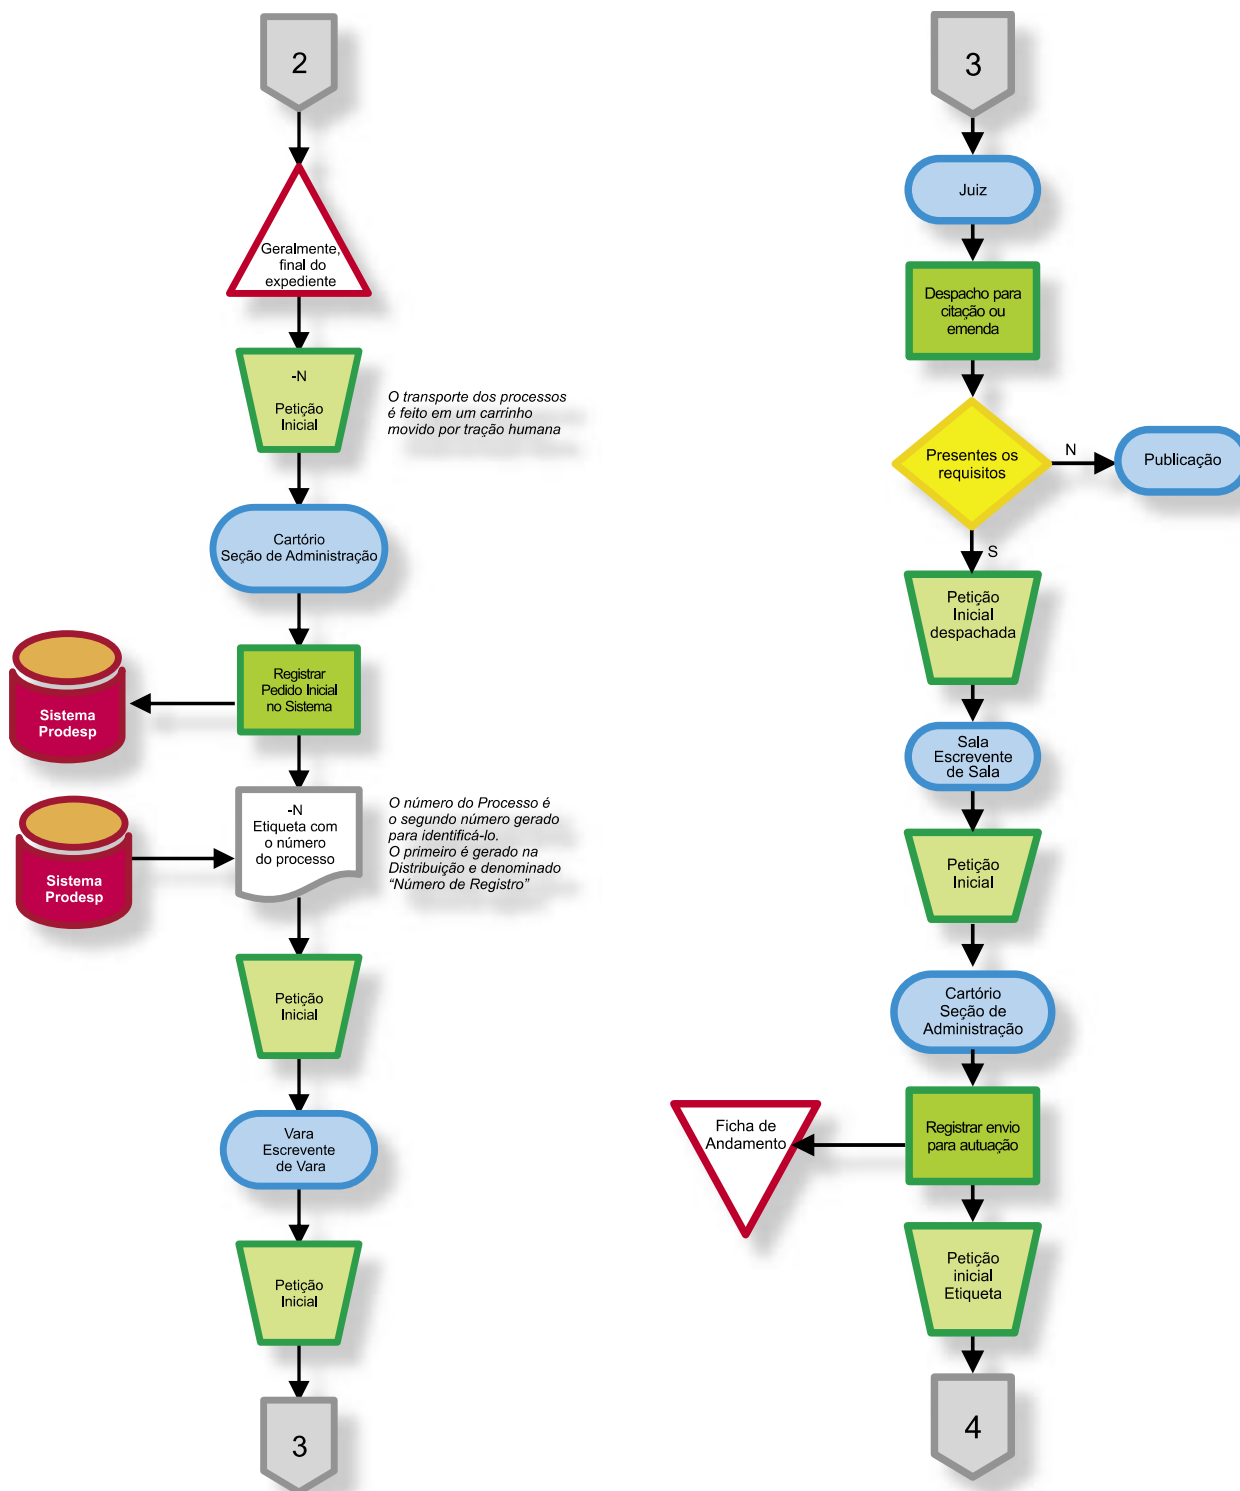 2
Geralmente,
final do
expediente
-N
Petição
Inicial
O transporte dos processos
é feito em um carrinho
movido por tração humana
Cartório
Seção de Administração
Registrar
Pedido Inicial
no Sistema
Sistema
Prodesp
-N
Etiqueta com
o número
do processo
Sistema
Prodesp
O número do Processo é
o segundo número gerado
para identificá-lo.
O primeiro é gerado na
Distribuição e denominado
“Número de Registro”
Petição
Inicial
Vara
Escrevente
de Vara
Petição
Inicial
3
3
Juiz
Despacho para
citação ou
emenda
Presentes os
requisitos
N
Publicação
S
Petição
Inicial
despachada
Sala
Escrevente
de Sala
Petição
Inicial
Cartório
Seção de
Administração
Registrar envio
para autuação
Ficha de
Andamento
Petição
inicial
Etiqueta
4